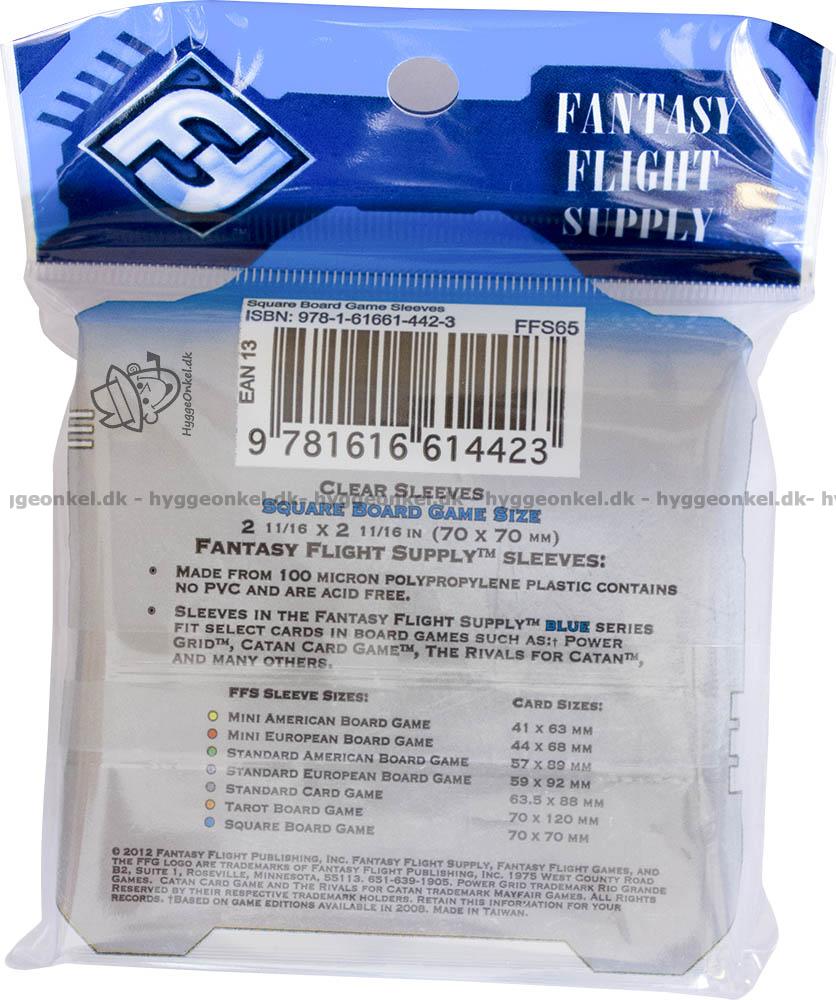 FANTASY
FLIGHT
SUPPLY™
Square Board Game Sleeves
ISBN: 978-1-61661-442-3 FFS65
EAN 13
9 781616 614423
HyggeOnkel.dk
ygeonkel.dk - hyggeonkel.dk - hyggeonkel.dk - hyggeonkel.dk - hyggeonkel.dk- hy
CLEAR SLEEVES
SQUARE BOARD GAME SIZE
2 11/16 X 2 11/16 IN (70 X 70 MM)
FANTASY FLIGHT SUPPLY™ SLEEVES:
• MADE FROM 100 MICRON POLYPROPYLENE PLASTIC CONTAINS
NO PVC AND ARE ACID FREE.
• SLEEVES IN THE FANTASY FLIGHT SUPPLY™ BLUE SERIES
FIT SELECT CARDS IN BOARD GAMES SUCH AS:† POWER
GRID™, CATAN CARD GAME™, THE RIVALS FOR CATAN™,
AND MANY OTHERS.
FFS SLEEVE SIZES: CARD SIZES:
MINI AMERICAN BOARD GAME 41 X 63 MM
MINI EUROPEAN BOARD GAME 44 X 68 MM
STANDARD AMERICAN BOARD GAME 57 X 89 MM
STANDARD EUROPEAN BOARD GAME 59 X 92 MM
STANDARD CARD GAME 63.5 X 88 MM
TAROT BOARD GAME 70 X 120 MM
SQUARE BOARD GAME 70 X 70 MM
© 2012 FANTASY FLIGHT PUBLISHING, INC. FANTASY FLIGHT SUPPLY, FANTASY FLIGHT GAMES, AND
THE FFG LOGO ARE TRADEMARKS OF FANTASY FLIGHT PUBLISHING, INC. 1975 WEST COUNTY ROAD
B2, SUITE 1, ROSEVILLE, MINNESOTA, 55113. 651-639-1905. POWER GRID TRADEMARK RIO GRANDE
GAMES. CATAN CARD GAME AND THE RIVALS FOR CATAN TRADEMARK MAYFAIR GAMES. ALL RIGHTS
RESERVED BY THEIR RESPECTIVE TRADEMARK HOLDERS. RETAIN THIS INFORMATION FOR YOUR
RECORDS. †BASED ON GAME EDITIONS AVAILABLE IN 2008. MADE IN TAIWAN.